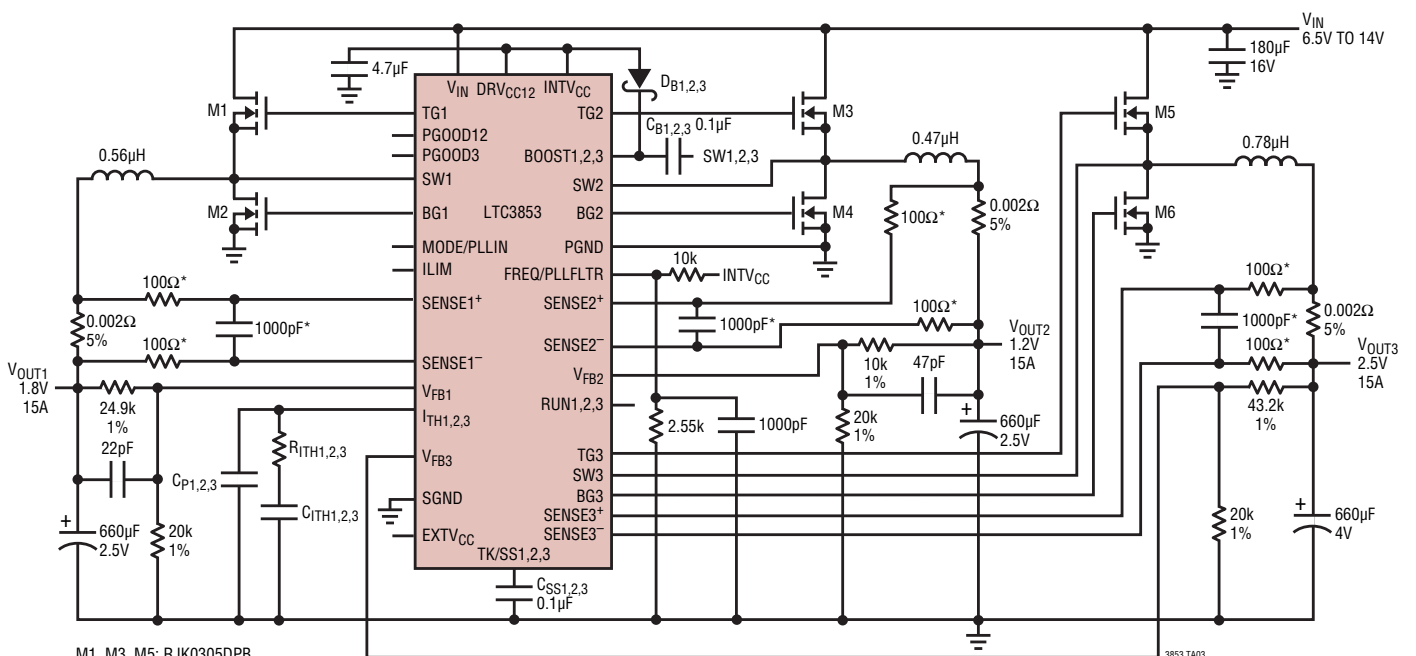 VIN
6.5V TO 14V
180µF
16V
4.7µF
VIN DRVCC12 INTVCC
DB1,2,3
M1
TG1
TG2
M3
M5
PGOOD12
CB1,2,3 0.1µF
PGOOD3
BOOST1,2,3
SW1,2,3
0.56µH
0.47µH
0.78µH
SW1
SW2
M2
BG1
LTC3853
BG2
M4
M6
100Ω*
0.002Ω
5%
MODE/PLLIN
PGND
ILIM
FREQ/PLLFLTR
10k
INTVCC
100Ω*
SENSE1+
SENSE2+
100Ω*
0.002Ω
5%
1000pF*
1000pF*
100Ω*
1000pF*
0.002Ω
5%
100Ω*
SENSE1−
SENSE2−
100Ω*
VOUT1
1.8V
15A
VOUT2
1.2V
15A
VOUT3
2.5V
15A
24.9k
1%
VFB1
VFB2
10k
1%
47pF
43.2k
1%
ITH1,2,3
RUN1,2,3
22pF
RITH1,2,3
2.55k
1000pF
20k
1%
660µF
2.5V
+
CP1,2,3
VFB3
TG3
SW3
CITH1,2,3
SGND
BG3
SENSE3+
SENSE3−
+
660µF
2.5V
20k
1%
EXTVCC
TK/SS1,2,3
20k
1%
+
660µF
4V
CSS1,2,3
0.1µF
M1, M3, M5: RJK0305DPB
3853 TA03